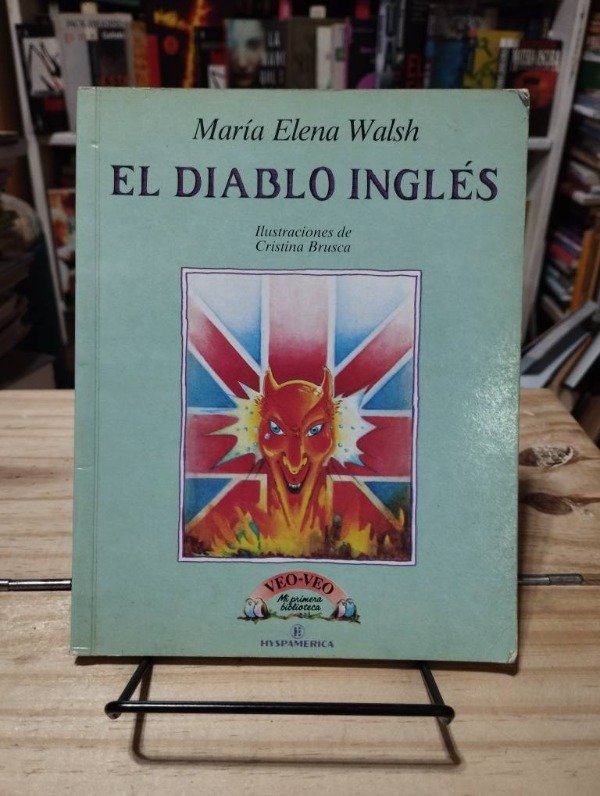 María Elena Walsh
EL DIABLO INGLÉS
Ilustraciones de
Cristina Brusca
VEO-VEO
Mi primera
biblioteca
HYSPAMERICA